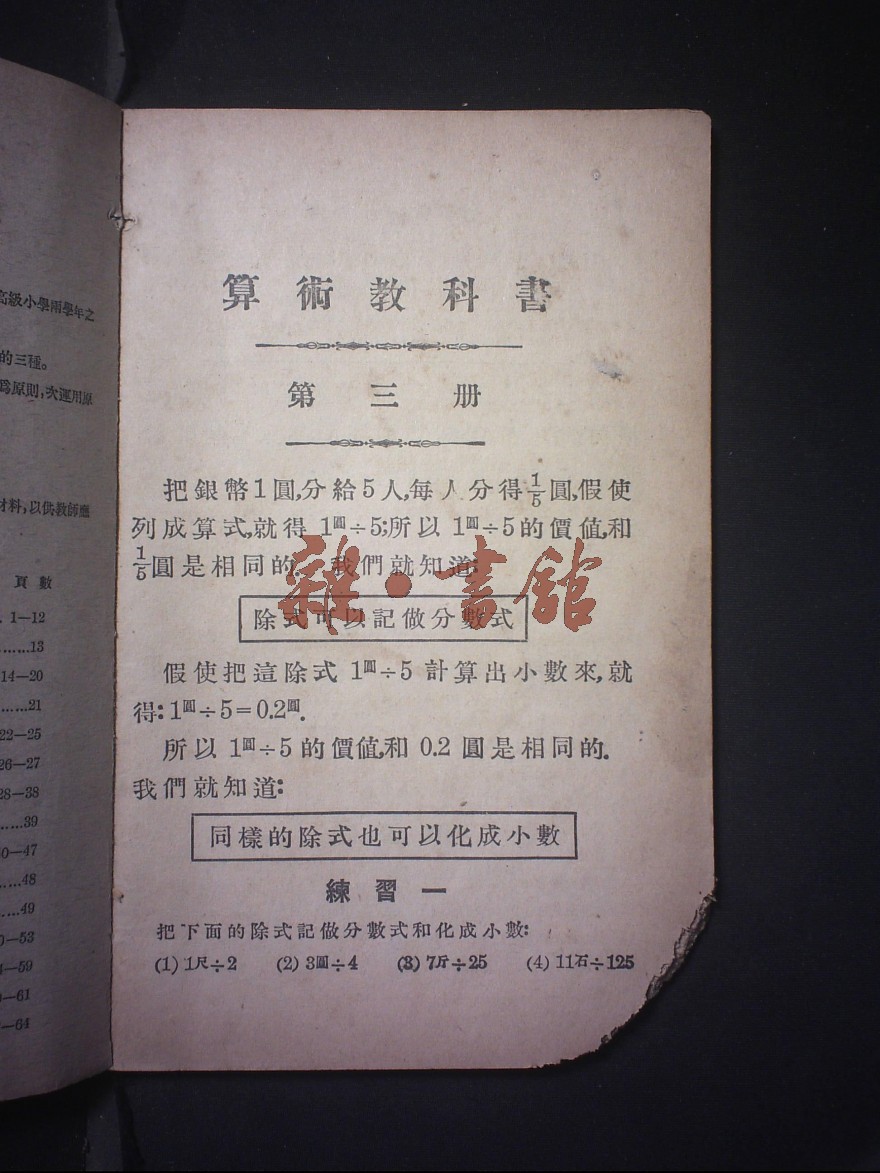 高級小學兩學年之
的三種。
爲原則,次運用原
材料,以供教師應
頁數
1—12
……13
14—20
……21
22—25
26—27
28—38
……39
0—47
……48
……49
0—53
—59
—61
—64
算術教科書
第三册
把銀幣1圓,分給5人,每人分得1/5圓,假使
列成算式,就得 1圓÷5;所以 1圓÷5的價值,和
1/5圓是相同的. 我們就知道:
除式可以記做分數式
假使把這除式 1圓÷5 計算出小數來,就
得:1圓÷5=0.2圓.
所以 1圓÷5 的價值,和 0.2 圓是相同的.
我們就知道:
同樣的除式也可以化成小數
練習一
把下面的除式記做分數式和化成小數:
(1) 1尺÷2 (2) 3圓÷4 (3) 7斤÷25 (4) 11石÷125
雜·書館